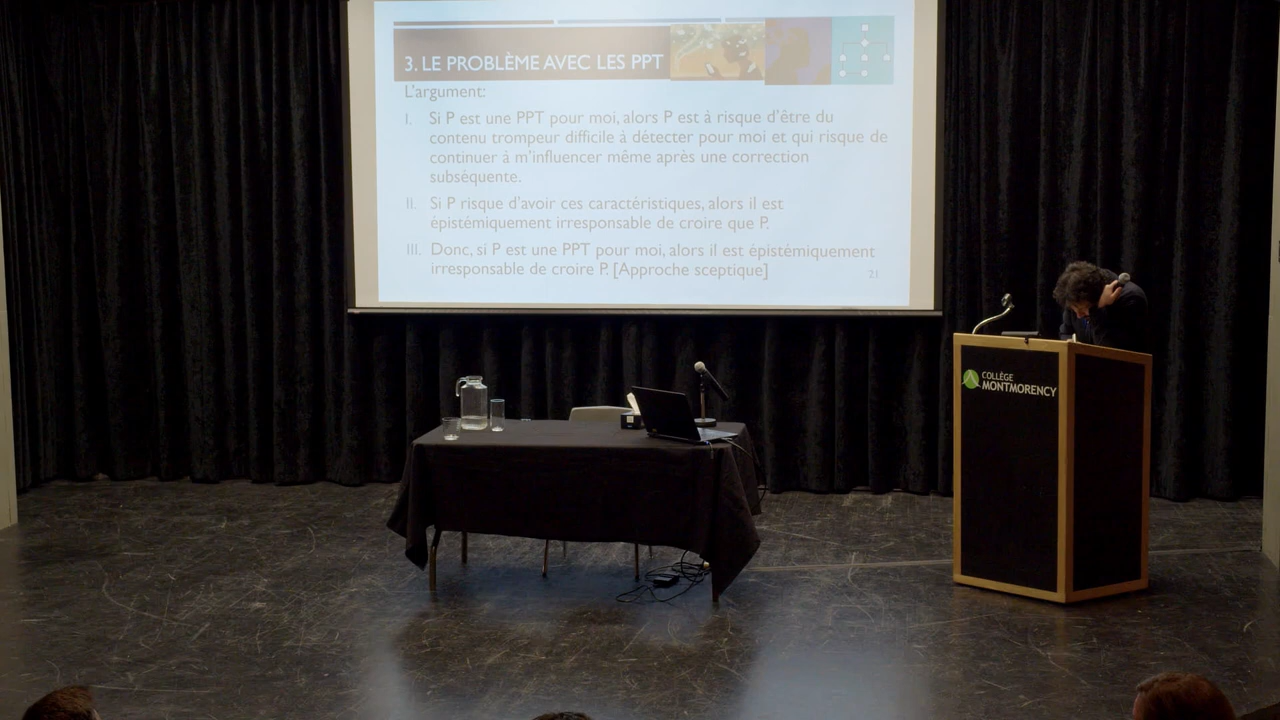 3. LE PROBLÈME AVEC LES PPT
L'argument:
I. Si P est une PPT pour moi, alors P est à risque d'être du
contenu trompeur difficile à détecter pour moi et qui risque de
continuer à m'influencer même après une correction
subséquente.
II. Si P risque d'avoir ces caractéristiques, alors il est
épistémiquement irresponsable de croire que P.
III. Donc, si P est une PPT pour moi, alors il est épistémiquement
irresponsable de croire P. [Approche sceptique]
21
COLLÈGE
MONTMORENCY